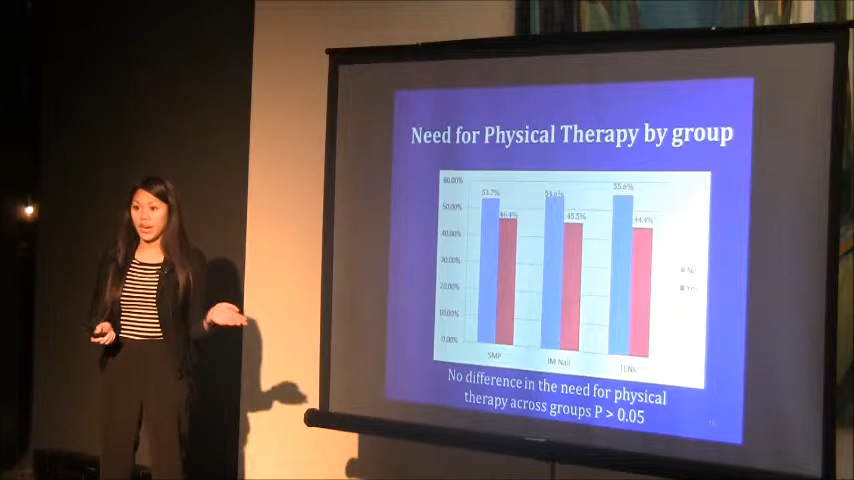 Need for Physical Therapy by group
60.00%
50.00%
40.00%
30.00%
20.00%
10.00%
0.00%
53.7%
46.4%
54.6%
45.5%
55.6%
44.4%
No
Yes
SMP
IM Nail
TENs
No difference in the need for physical
therapy across groups P > 0.05